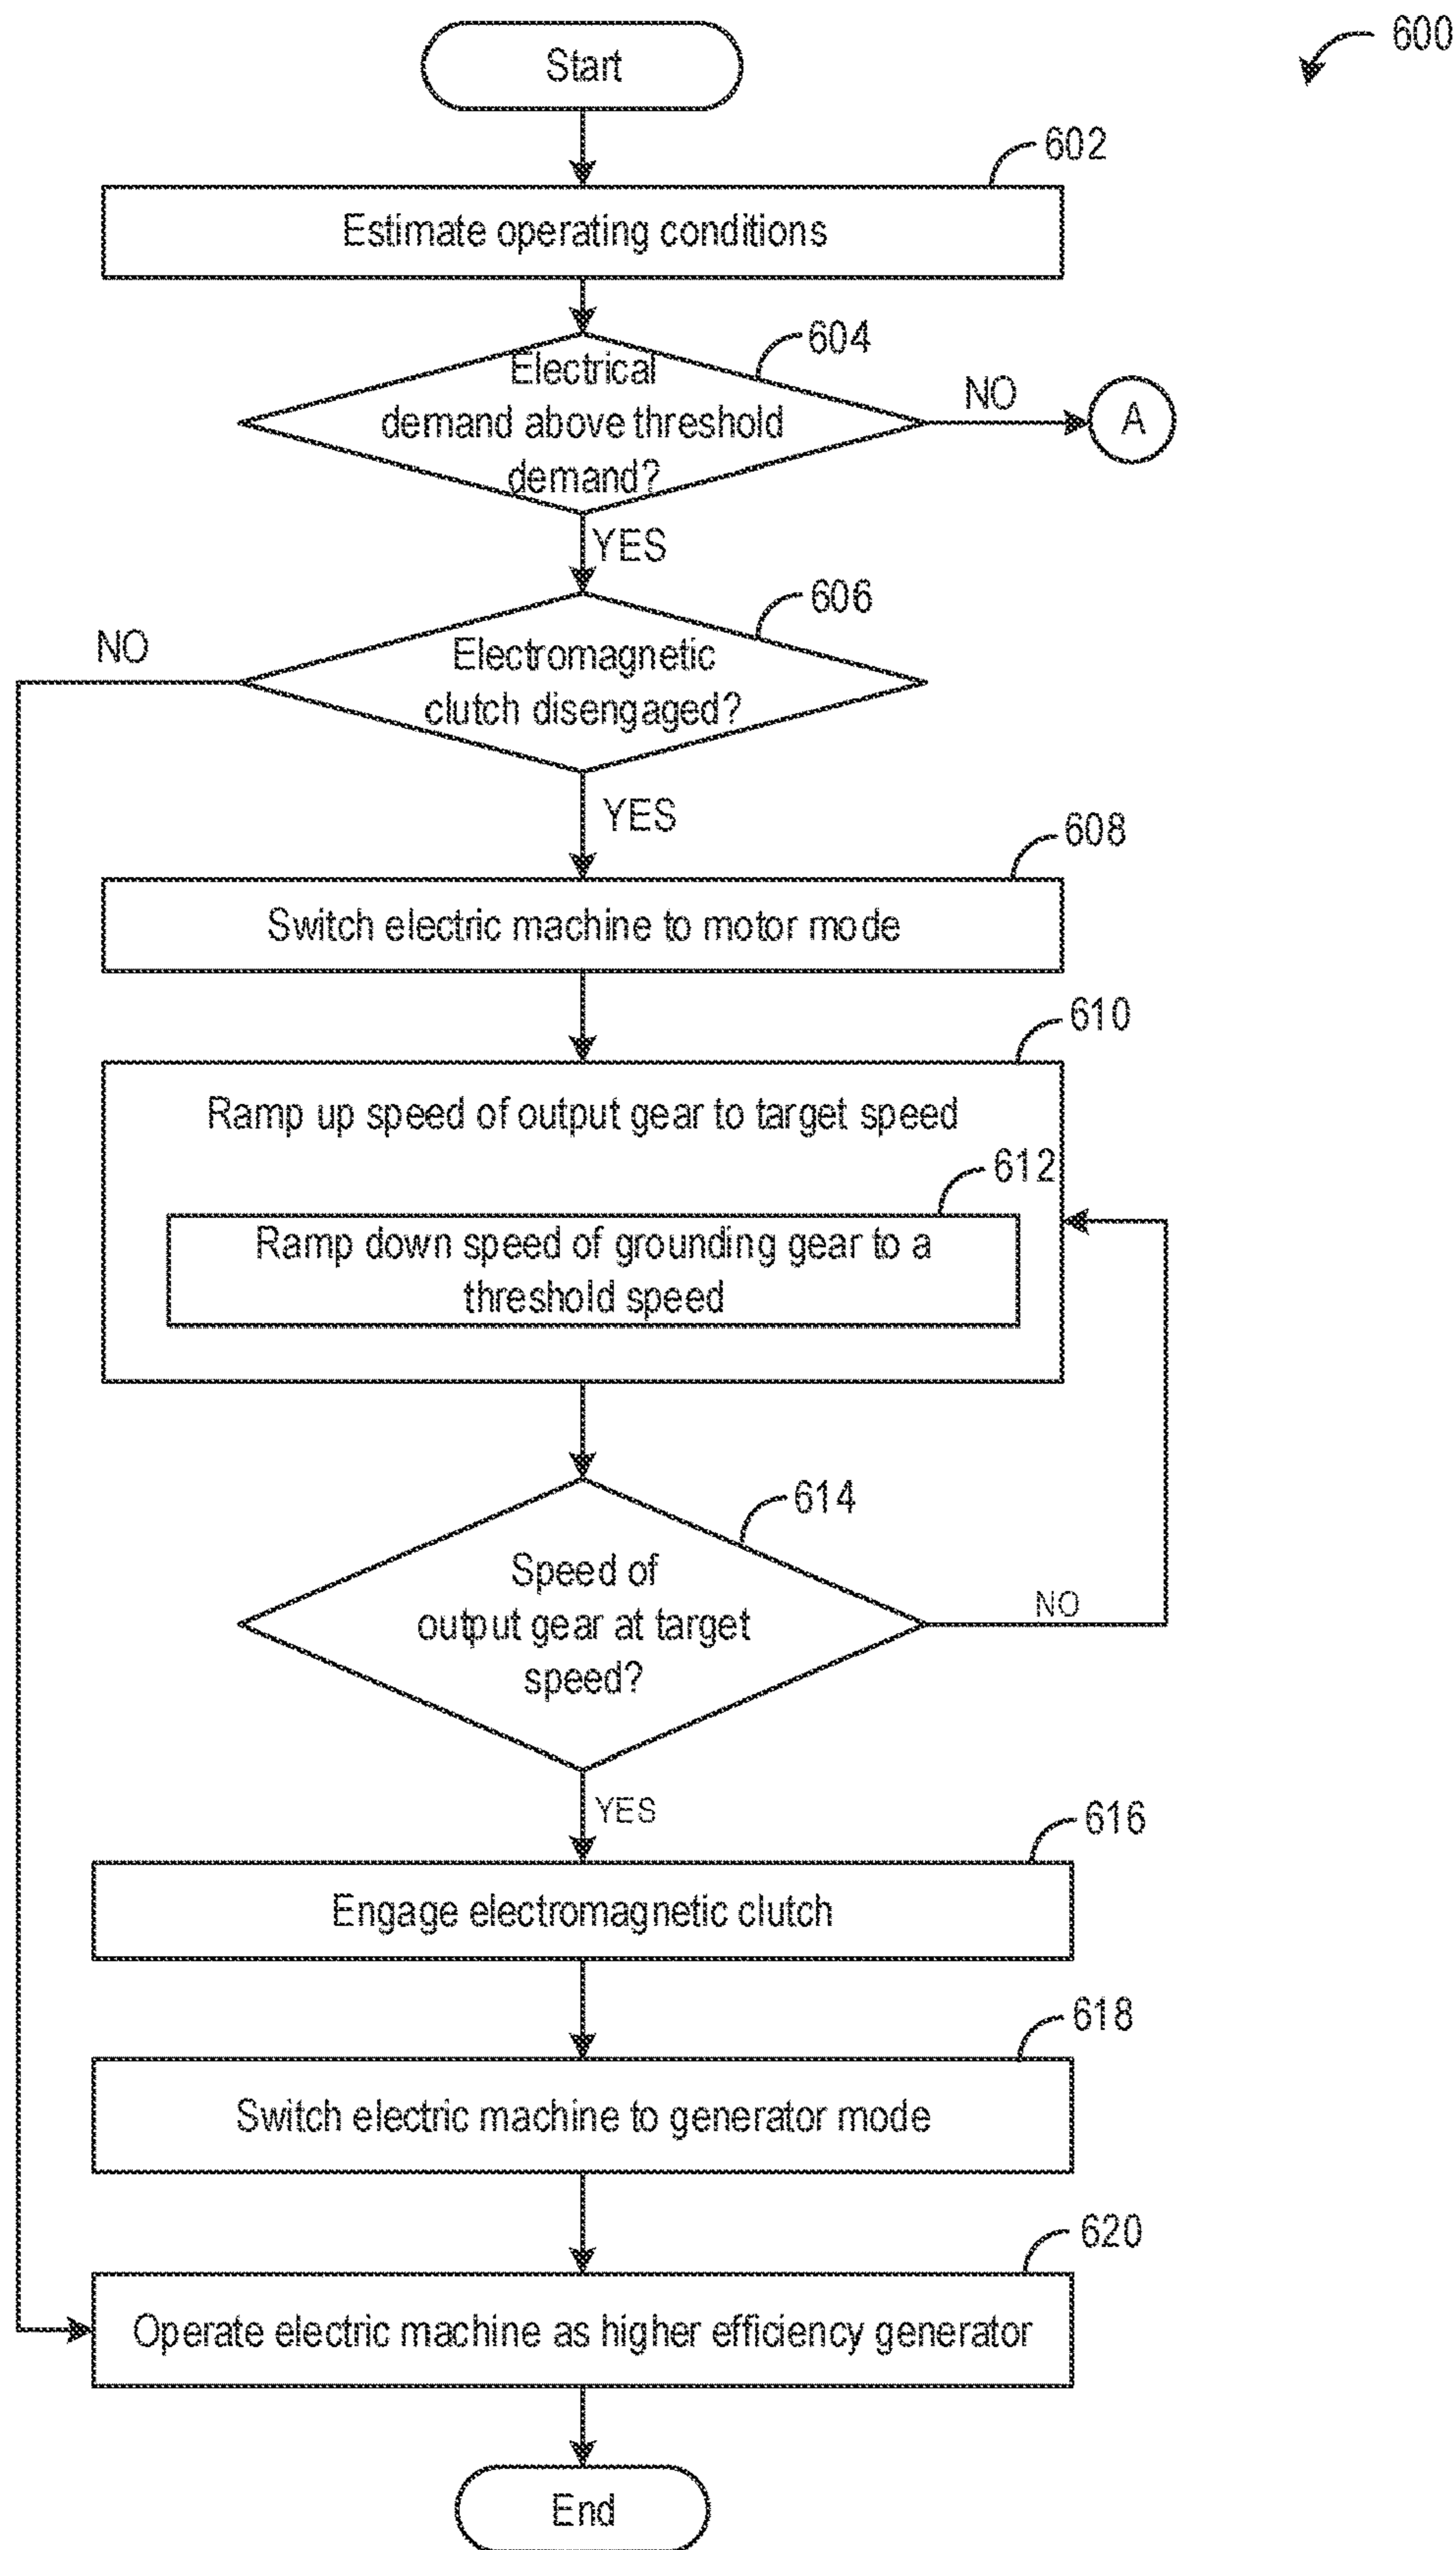 600
Start
602
Estimate operating conditions
604
Electrical
demand above threshold
demand?
NO
A
YES
606
NO
Electromagnetic
clutch disengaged?
YES
608
Switch electric machine to motor mode
610
Ramp up speed of output gear to target speed
612
Ramp down speed of grounding gear to a
threshold speed
614
Speed of
output gear at target
speed?
NO
YES
616
Engage electromagnetic clutch
618
Switch electric machine to generator mode
620
Operate electric machine as higher efficiency generator
End